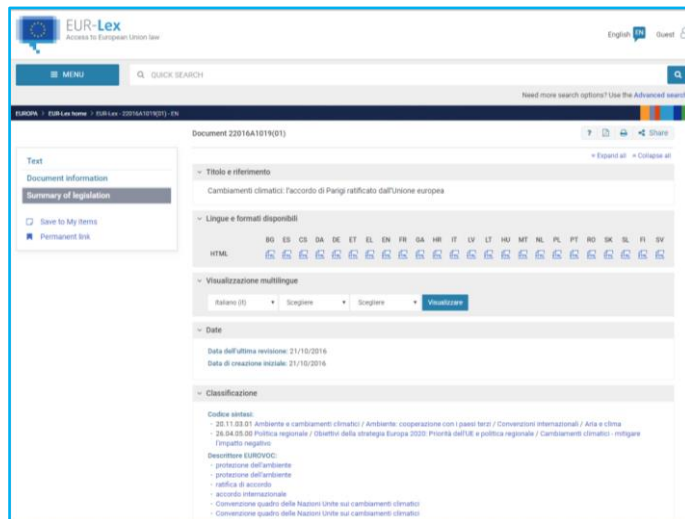 EUR-Lex
Access to European Union law
English EN Guest
MENU
QUICK SEARCH
Need more search options? Use the Advanced search
EUROPA > EUR-Lex home > EUR-Lex - 22016A1019(01) - EN
Document 22016A1019(01)
? Share
Expand all Collapse all
Text
Document information
Summary of legislation
Save to My items
Permanent link
Titolo e riferimento
Cambiamenti climatici: l'accordo di Parigi ratificato dall'Unione europea
Lingue e formati disponibili
BG ES CS DA DE ET EL EN FR GA HR IT LV LT HU MT NL PL PT RO SK SL FI SV
HTML
Visualizzazione multilingue
Italiano (it) Scegliere Scegliere Visualizzare
Date
Data dell'ultima revisione: 21/10/2016
Data di creazione iniziale: 21/10/2016
Classificazione
Codice sintesi:
20.11.03.01 Ambiente e cambiamenti climatici / Ambiente: cooperazione con i paesi terzi / Convenzioni internazionali / Aria e clima
26.04.05.00 Politica regionale / Obiettivi della strategia Europa 2020: Priorità dell'UE e politica regionale / Cambiamenti climatici - mitigare
l'impatto negativo
Descrittore EUROVOC:
protezione dell'ambiente
protezione dell'ambiente
ratifica di accordo
accordo internazionale
Convenzione quadro delle Nazioni Unite sui cambiamenti climatici
Convenzione quadro delle Nazioni Unite sui cambiamenti climatici